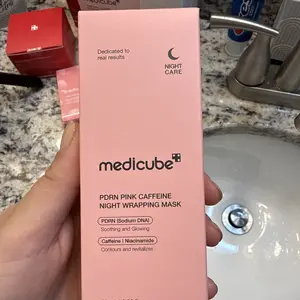 Dedicated to
real results
NIGHT
CARE
medicube
PDRN PINK CAFFEINE
NIGHT WRAPPING MASK
PDRN (Sodium DNA)
Soothing and Glowing
Caffeine | Niacinamide
Contours and revitalizes